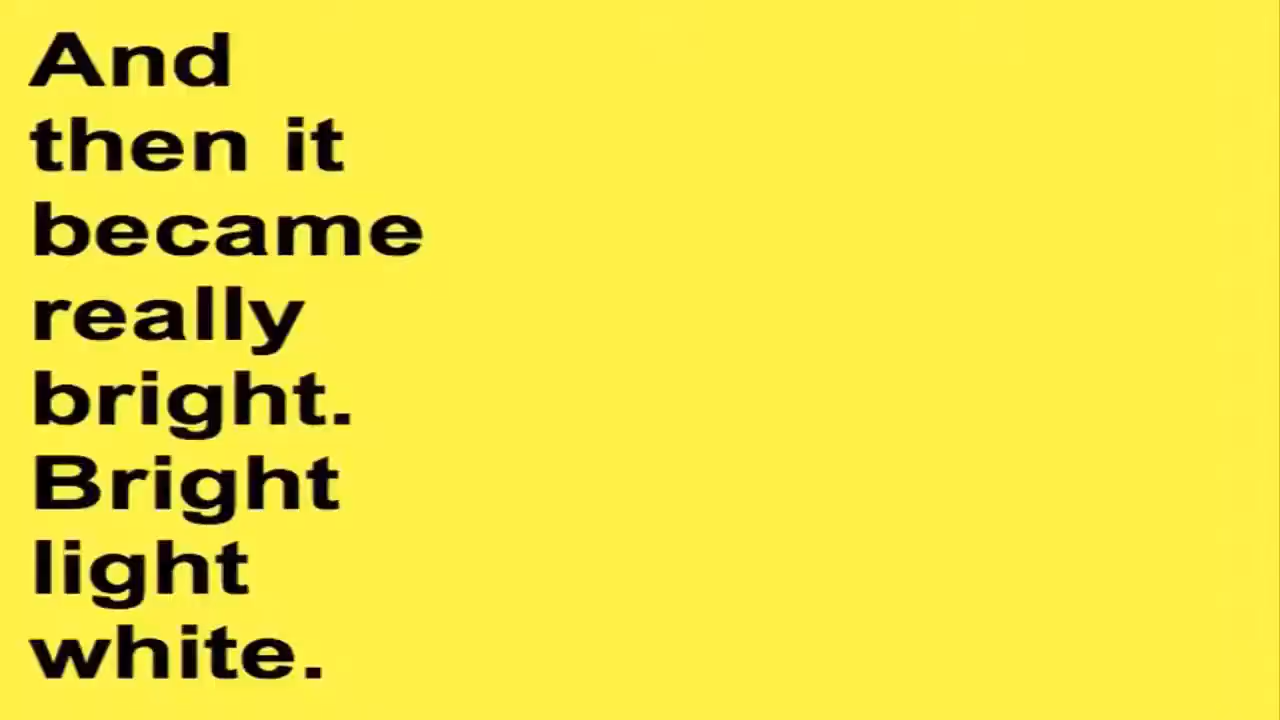 And
then it
became
really
bright.
Bright
light
white.